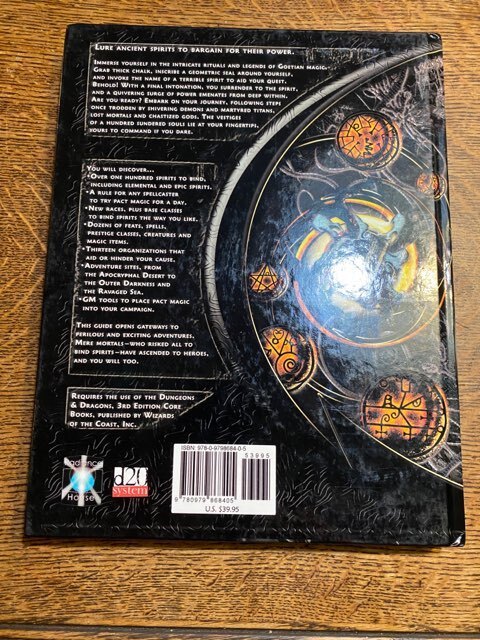 Lure ancient spirits to bargain for their power.
Immerse yourself in the intricate rituals and legends of Goetian magic.
Grab thick chalk, inscribe a geometric seal around yourself,
and invoke the name of a terrible spirit to aid your quest.
Behold! With a final intonation, you surrender to the spirit,
and a quivering surge of power emenates from deep within.
Are you ready? Embark on your journey, following steps
once trodden by shivering demons and martyred titans,
lost mortals and chastized gods. The vestiges
of a hundred sundered souls lie at your fingertips,
yours to command if you dare.
You will discover...
•Over one hundred spirits to bind,
including elemental and epic spirits.
•A rule for any spellcaster
to try pact magic for a day.
•New races, plus base classes
to bind spirits the way you like.
•Dozens of feats, spells,
prestige classes, creatures and
magic items.
•Thirteen organizations that
aid or hinder your cause.
•Adventure sites, from
the Apocryphal Desert to
the Outer Darkness and
the Ravaged Sea.
•GM tools to place pact magic
into your campaign.
This guide opens gateways to
perilous and exciting adventures.
Mere mortals—who risked all to
bind spirits—have ascended to heroes,
and you will too.
Requires the use of the Dungeons
& Dragons, 3rd Edition Core
Books, published by Wizards
of the Coast, Inc.
Radiance
House
d20
system
ISBN: 978-0-9798684-0-5
53995
9 780979 868405
U.S. $39.95